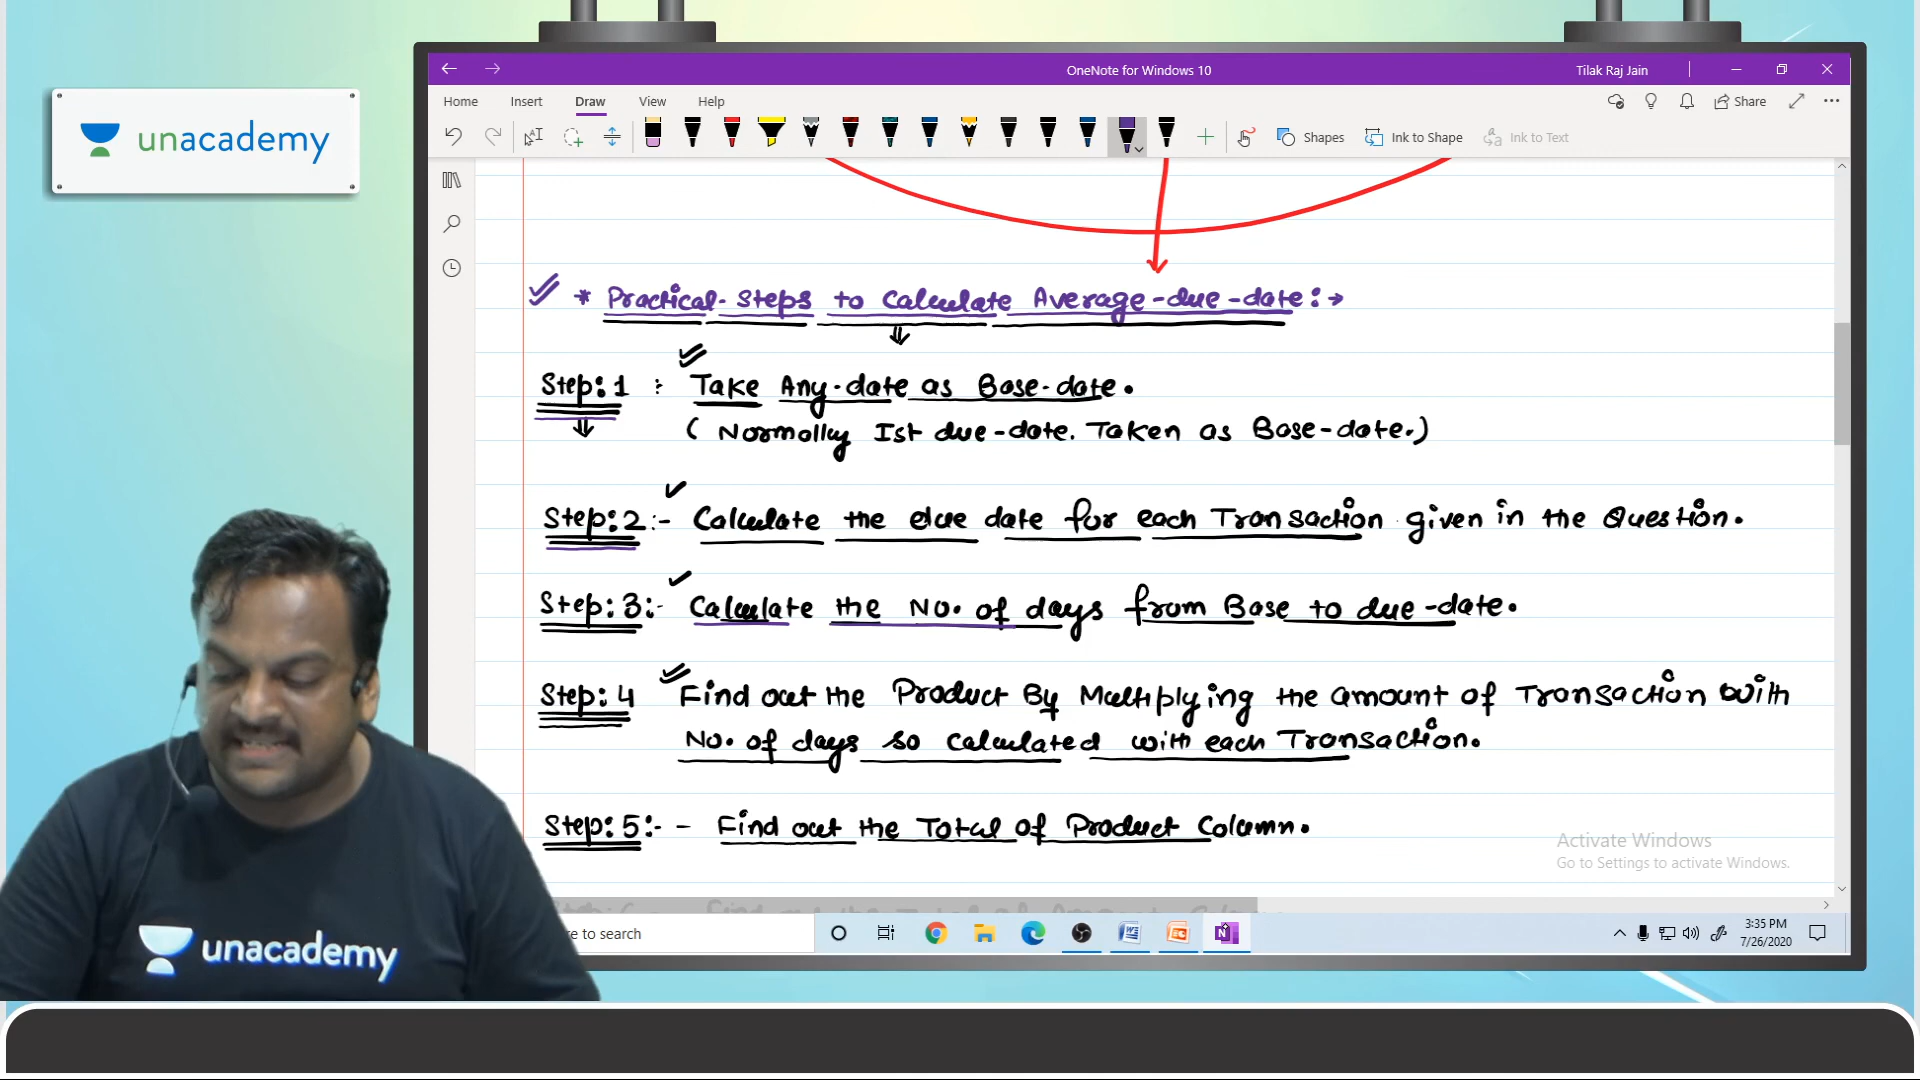 OneNote for Windows 10
Tilak Raj Jain
Home Insert Draw View Help
Share
Shapes Ink to Shape Ink to Text
unacademy
* Practical-steps to calculate Average-due-date:→
Step:1 : Take Any-date as Base-date.
( Normally Ist due-date. Taken as Base-date.)
Step:2:- Calculate the due date for each Transaction given in the Question.
Step:3:- Calculate the No. of days from Base to due-date.
Step:4 Find out the Product By Multiplying the amount of Transaction with
No. of days so calculated with each Transaction.
Step:5:- - Find out the Total of Product Column.
Activate Windows
Go to Settings to activate Windows.
re to search
3:35 PM
7/26/2020
unacademy